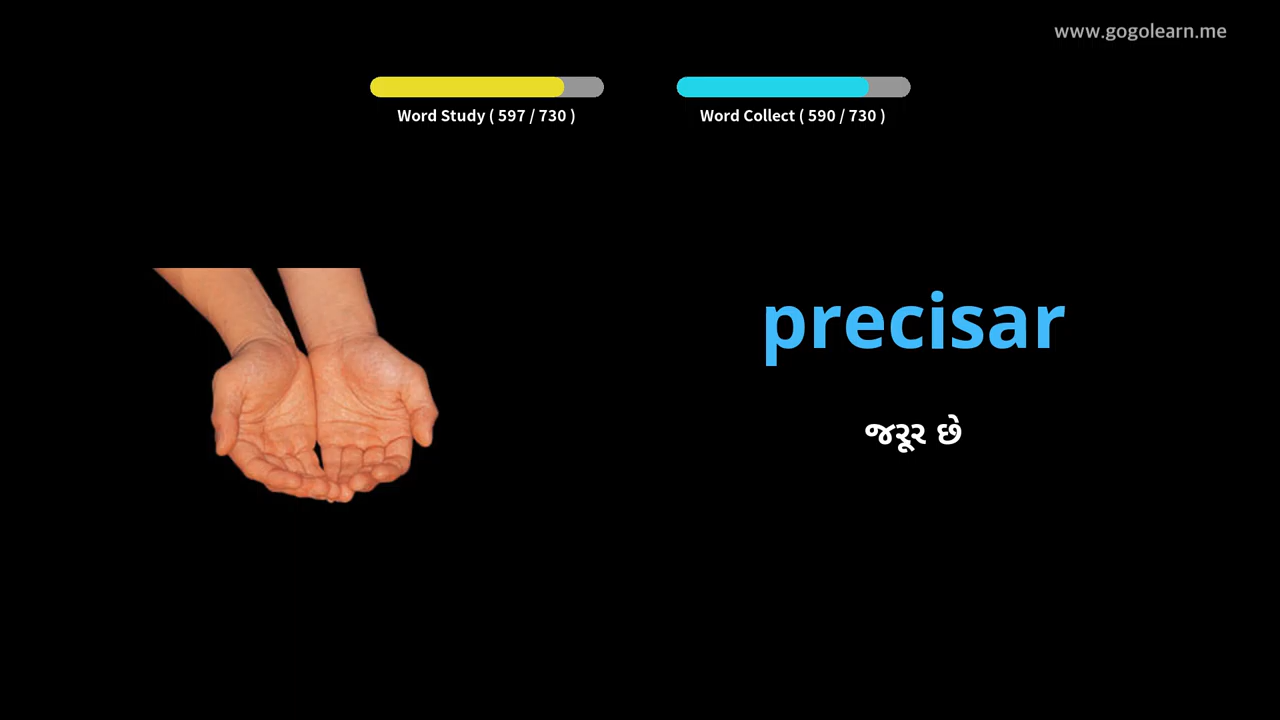 www.gogolearn.me
Word Study ( 597 / 730 )
Word Collect ( 590 / 730 )
precisar
જરૂર છે